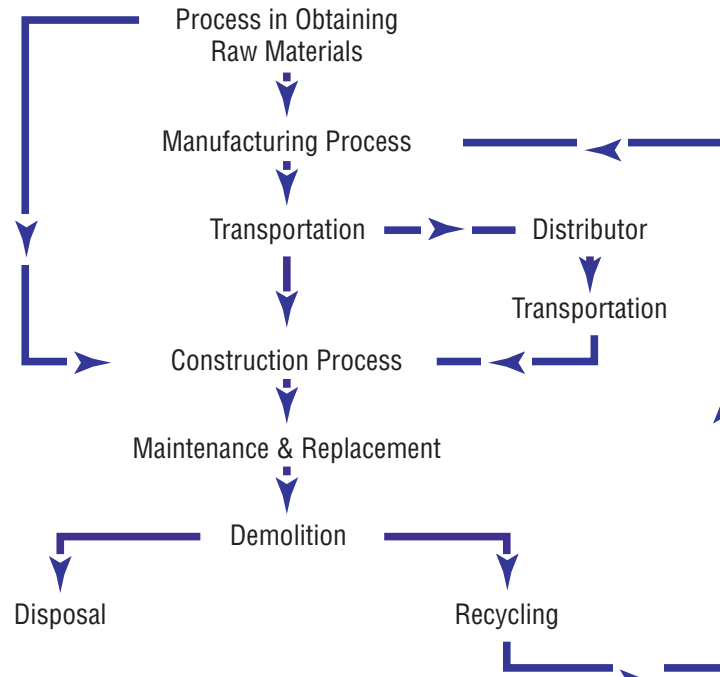 Process in Obtaining
Raw Materials
Manufacturing Process
Transportation
Distributor
Transportation
Construction Process
Maintenance & Replacement
Demolition
Disposal
Recycling